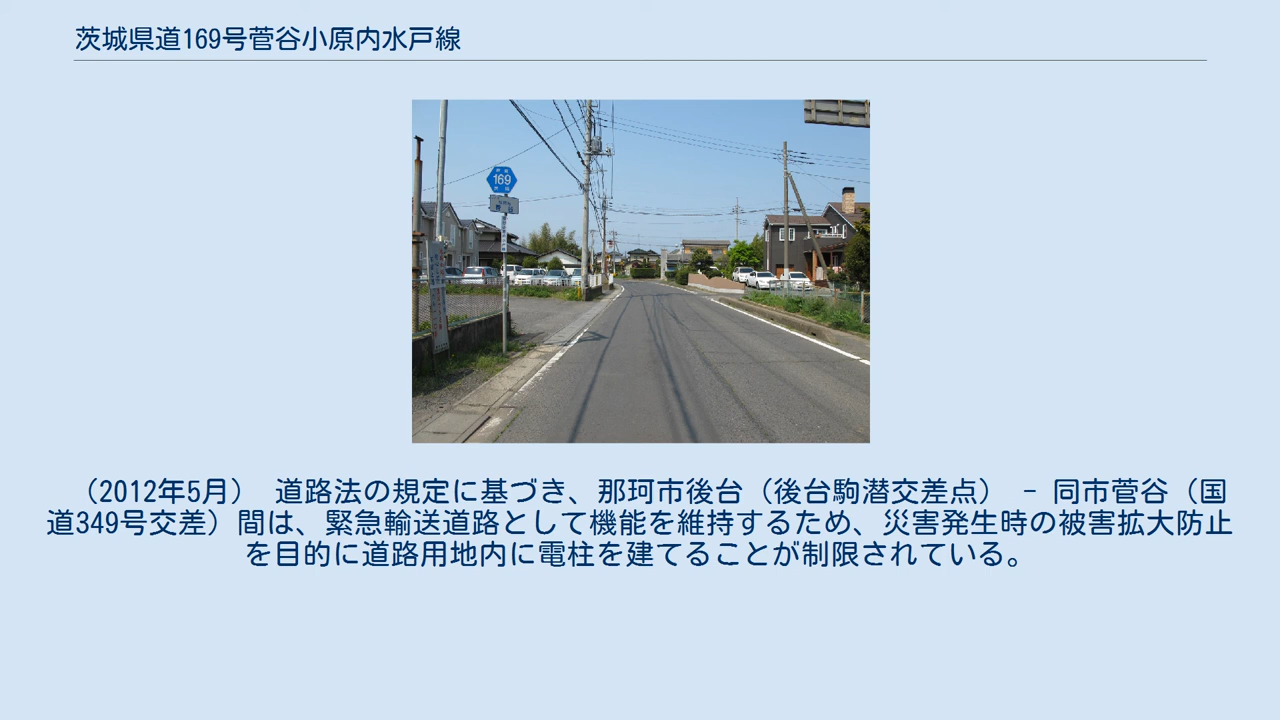 茨城県道169号菅谷小原内水戸線
169
（2012年5月） 道路法の規定に基づき、那珂市後台（後台駒潜交差点） - 同市菅谷（国
道349号交差）間は、緊急輸送道路として機能を維持するため、災害発生時の被害拡大防止
を目的に道路用地内に電柱を建てることが制限されている。